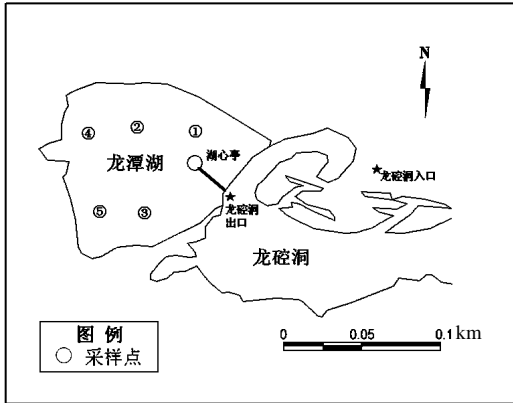 N
④
②
①
龙潭湖
湖心亭
龙硿洞入口
⑤
③
龙硿洞
出口
龙硿洞
图 例
采样点
0 0.05 0.1 km